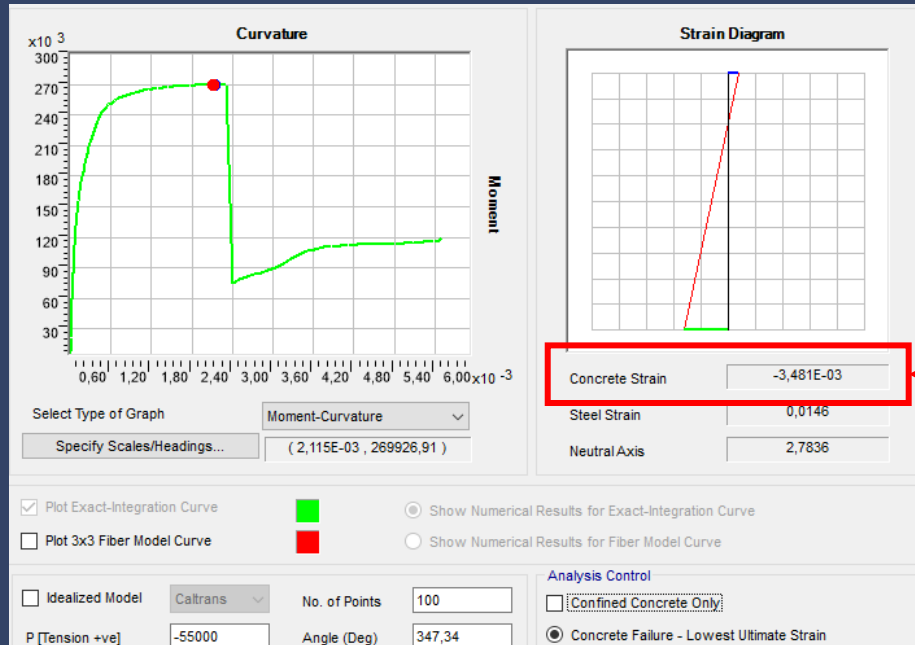 Curvature
x10 3
300
270
240
210
180
150
120
90
60
30
Moment
0,60 1,20 1,80 2,40 3,00 3,60 4,20 4,80 5,40 6,00 x10 -3
Select Type of Graph Moment-Curvature
Specify Scales/Headings... ( 2,115E-03 , 269926,91 )
Strain Diagram
Concrete Strain -3,481E-03
Steel Strain 0,0146
Neutral Axis 2,7836
Plot Exact-Integration Curve Show Numerical Results for Exact-Integration Curve
Plot 3x3 Fiber Model Curve Show Numerical Results for Fiber Model Curve
Idealized Model Caltrans No. of Points 100
P [Tension +ve] -55000 Angle (Deg) 347,34
Analysis Control
Confined Concrete Only
Concrete Failure - Lowest Ultimate Strain